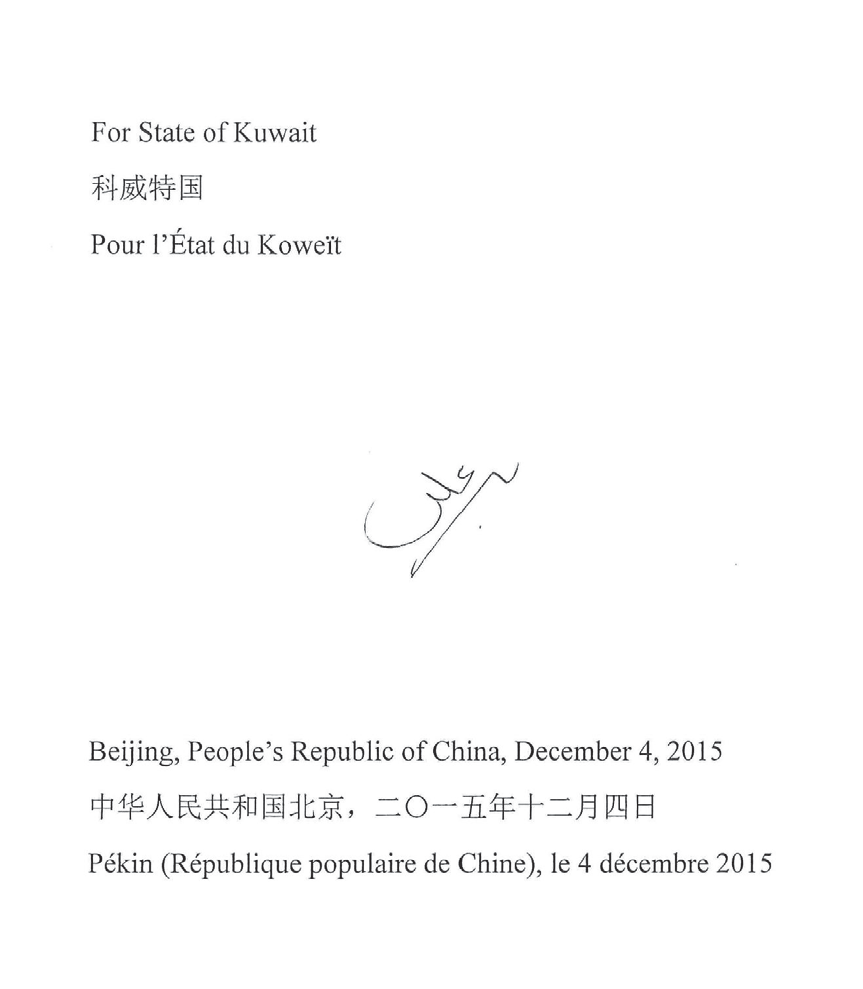 For State of Kuwait
科威特国
Pour l’État du Koweït
Beijing, People’s Republic of China, December 4, 2015
中华人民共和国北京，二〇一五年十二月四日
Pékin (République populaire de Chine), le 4 décembre 2015